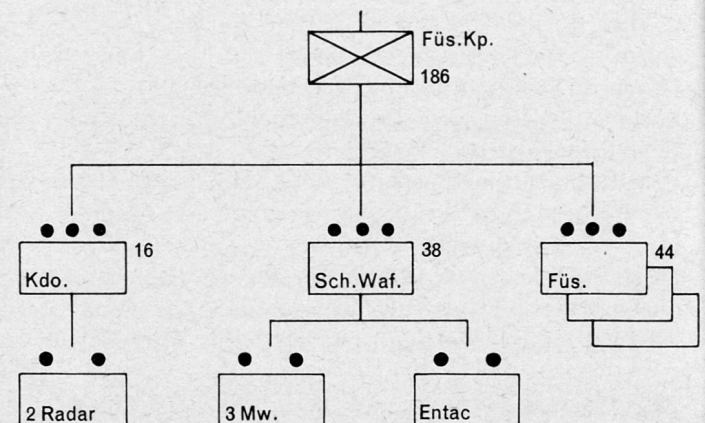 Füs.Kp.
186
16
Kdo.
38
Sch.Waf.
44
Füs.
2 Radar
3 Mw.
Entac